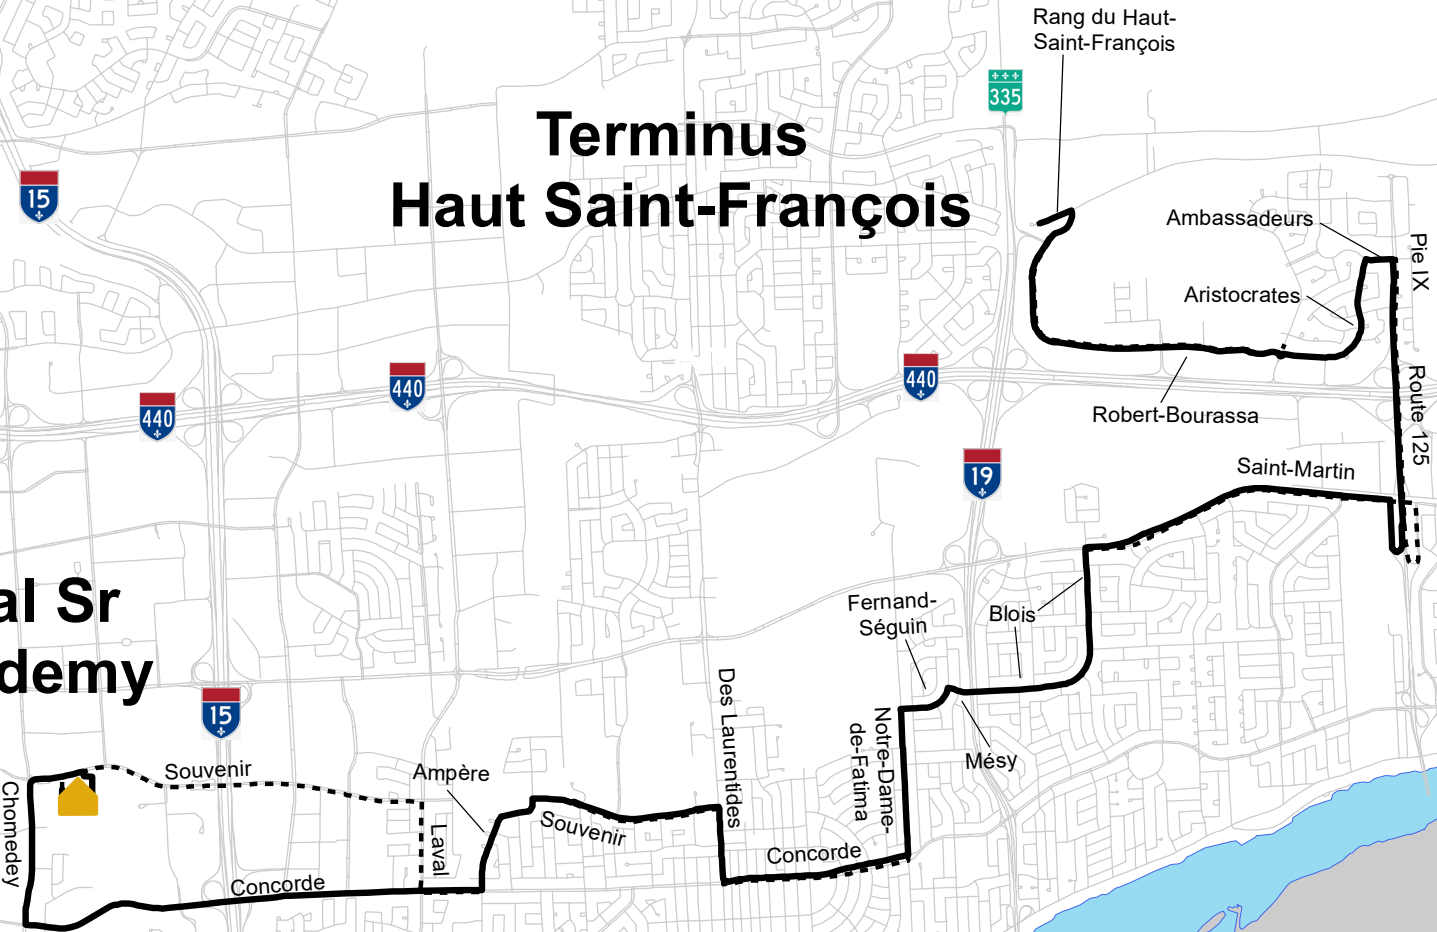 Rang du Haut-
Saint-François
335
Terminus
Haut Saint-François
15
Ambassadeurs
Pie IX
Aristocrates
440
440
440
Robert-Bourassa
Route 125
19
Saint-Martin
al Sr
demy
Fernand-
Séguin
Blois
15
Des Laurentides
Notre-Dame-
de-Fatima
Mésy
Souvenir
Ampère
Chomedey
Laval
Souvenir
Concorde
Concorde